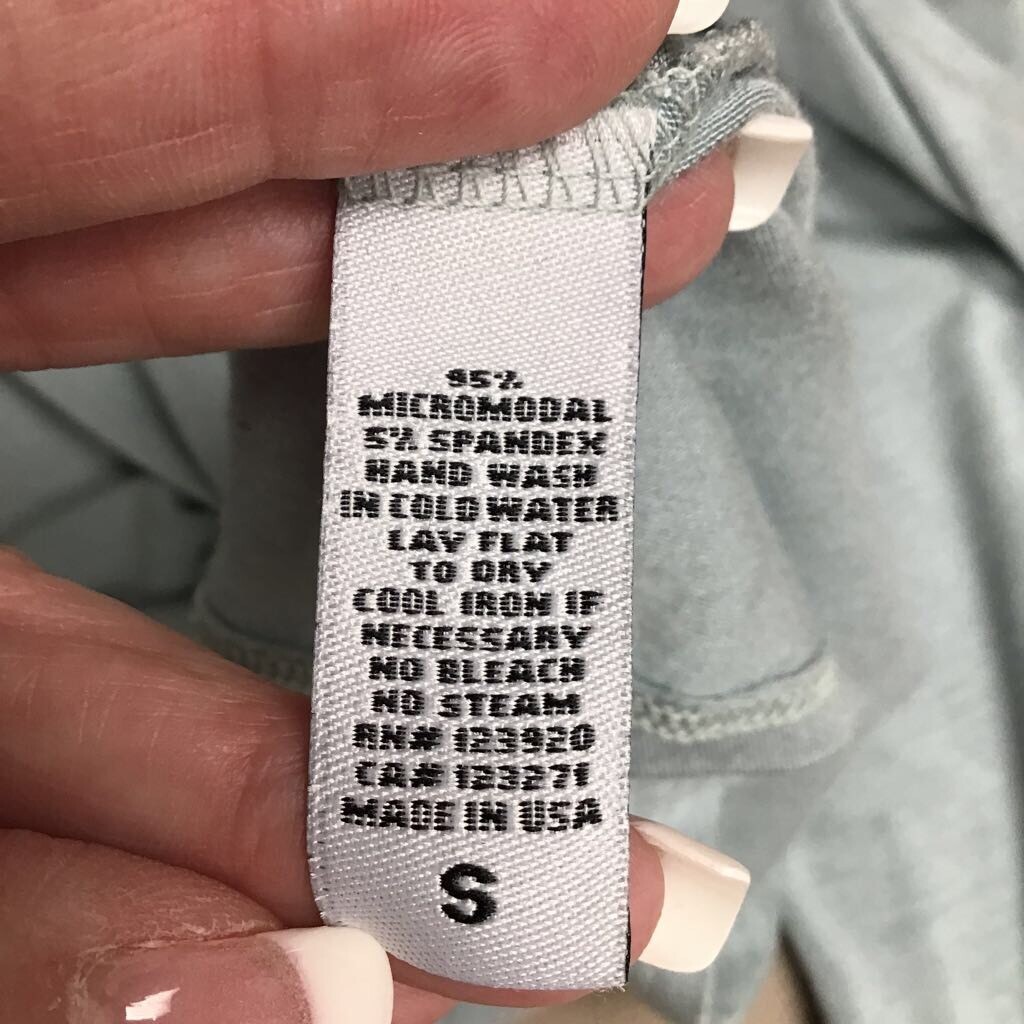 95%
MICROMODAL
5% SPANDEX
HAND WASH
IN COLD WATER
LAY FLAT
TO DRY
COOL IRON IF
NECESSARY
NO BLEACH
NO STEAM
RN# 123920
CA# 123271
MADE IN USA
S